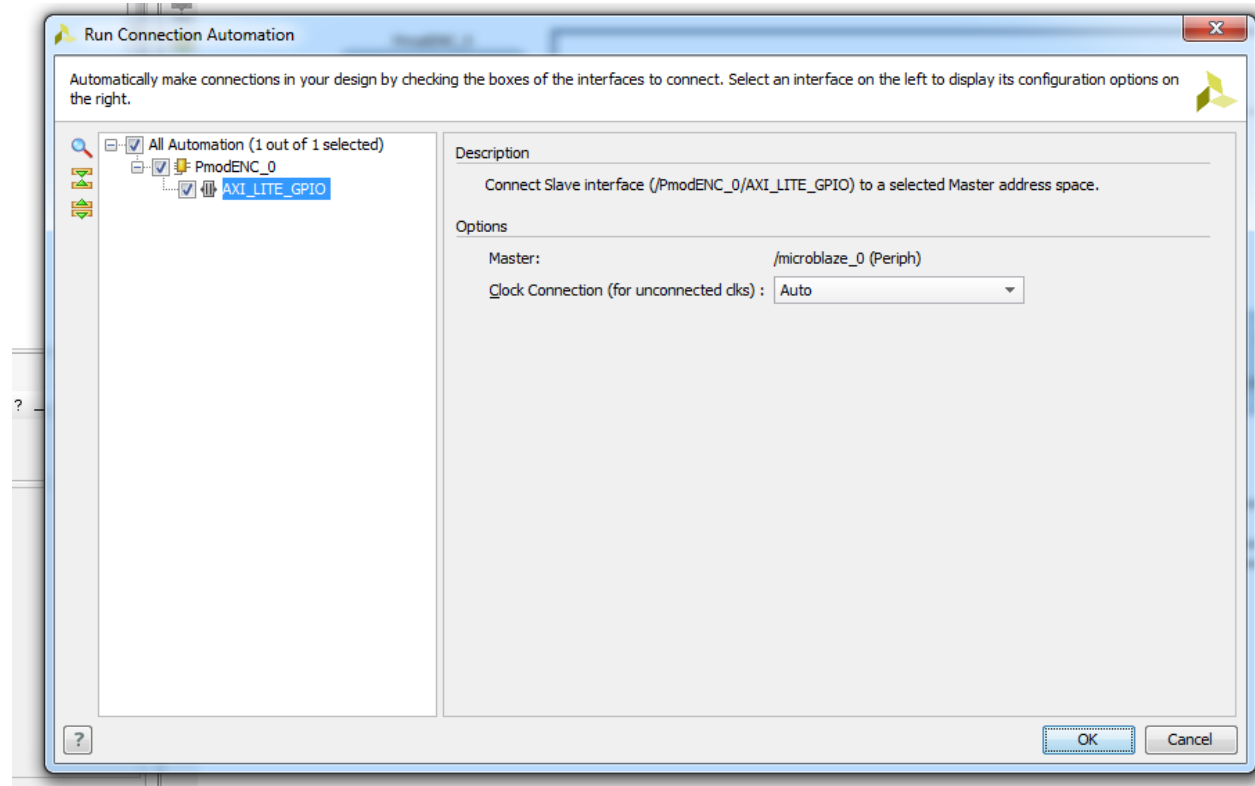 Run Connection Automation
Automatically make connections in your design by checking the boxes of the interfaces to connect. Select an interface on the left to display its configuration options on
the right.
All Automation (1 out of 1 selected)
PmodENC_0
AXI_LITE_GPIO
Description
Connect Slave interface (/PmodENC_0/AXI_LITE_GPIO) to a selected Master address space.
Options
Master: /microblaze_0 (Periph)
Clock Connection (for unconnected clks) : Auto
?
?
OK Cancel